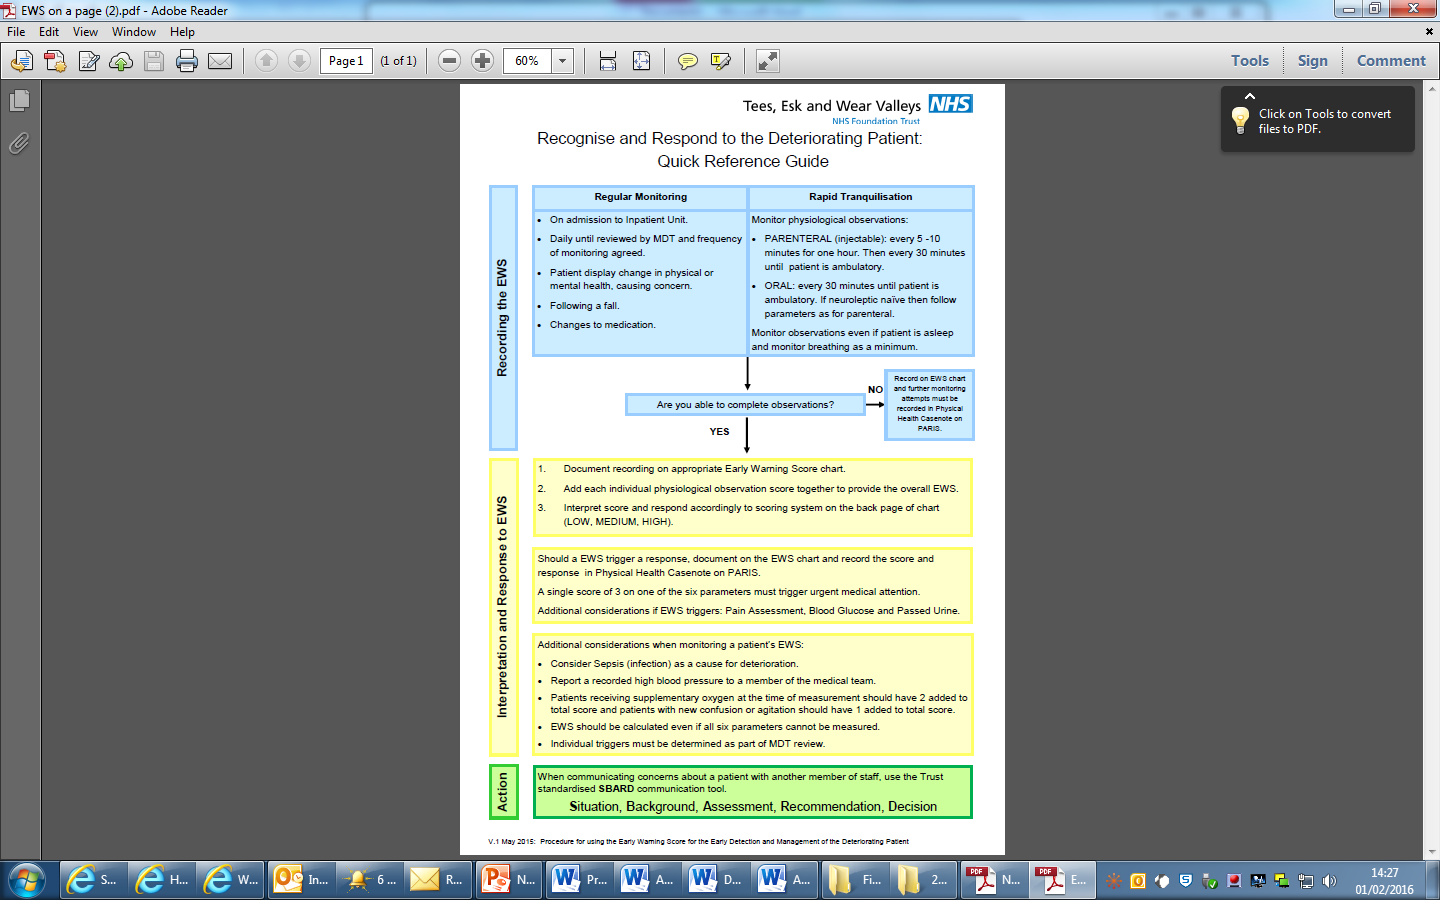 EWS on a page (2).pdf - Adobe Reader
File Edit View Window Help
Page 1 (1 of 1) 60% Tools Sign Comment
Click on Tools to convert
files to PDF.
Tees, Esk and Wear Valleys NHS
NHS Foundation Trust
Recognise and Respond to the Deteriorating Patient:
Quick Reference Guide
Recording the EWS
Regular Monitoring
• On admission to Inpatient Unit.
• Daily until reviewed by MDT and frequency
of monitoring agreed.
• Patient display change in physical or
mental health, causing concern.
• Following a fall.
• Changes to medication.
Rapid Tranquilisation
Monitor physiological observations:
• PARENTERAL (injectable): every 5 -10
minutes for one hour. Then every 30 minutes
until patient is ambulatory.
• ORAL: every 30 minutes until patient is
ambulatory. If neuroleptic naïve then follow
parameters as for parenteral.
Monitor observations even if patient is asleep
and monitor breathing as a minimum.
Are you able to complete observations?
NO
Record on EWS chart
and further monitoring
attempts must be
recorded in Physical
Health Casenote on
PARIS.
YES
Interpretation and Response to EWS
1. Document recording on appropriate Early Warning Score chart.
2. Add each individual physiological observation score together to provide the overall EWS.
3. Interpret score and respond accordingly to scoring system on the back page of chart
(LOW, MEDIUM, HIGH).
Should a EWS trigger a response, document on the EWS chart and record the score and
response in Physical Health Casenote on PARIS.
A single score of 3 on one of the six parameters must trigger urgent medical attention.
Additional considerations if EWS triggers: Pain Assessment, Blood Glucose and Passed Urine.
Additional considerations when monitoring a patient's EWS:
• Consider Sepsis (infection) as a cause for deterioration.
• Report a recorded high blood pressure to a member of the medical team.
• Patients receiving supplementary oxygen at the time of measurement should have 2 added to
total score and patients with new confusion or agitation should have 1 added to total score.
• EWS should be calculated even if all six parameters cannot be measured.
• Individual triggers must be determined as part of MDT review.
Action
When communicating concerns about a patient with another member of staff, use the Trust
standardised SBARD communication tool.
Situation, Background, Assessment, Recommendation, Decision
V.1 May 2015: Procedure for using the Early Warning Score for the Early Detection and Management of the Deteriorating Patient
S... H... W... In... 6 ... R... N... Pr... A... D... A... Fi... 2... N... E...
14:27
01/02/2016